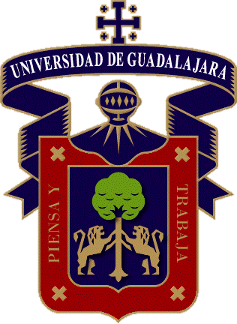 UNIVERSIDAD DE GUADALAJARA
PIENSA Y
TRABAJA